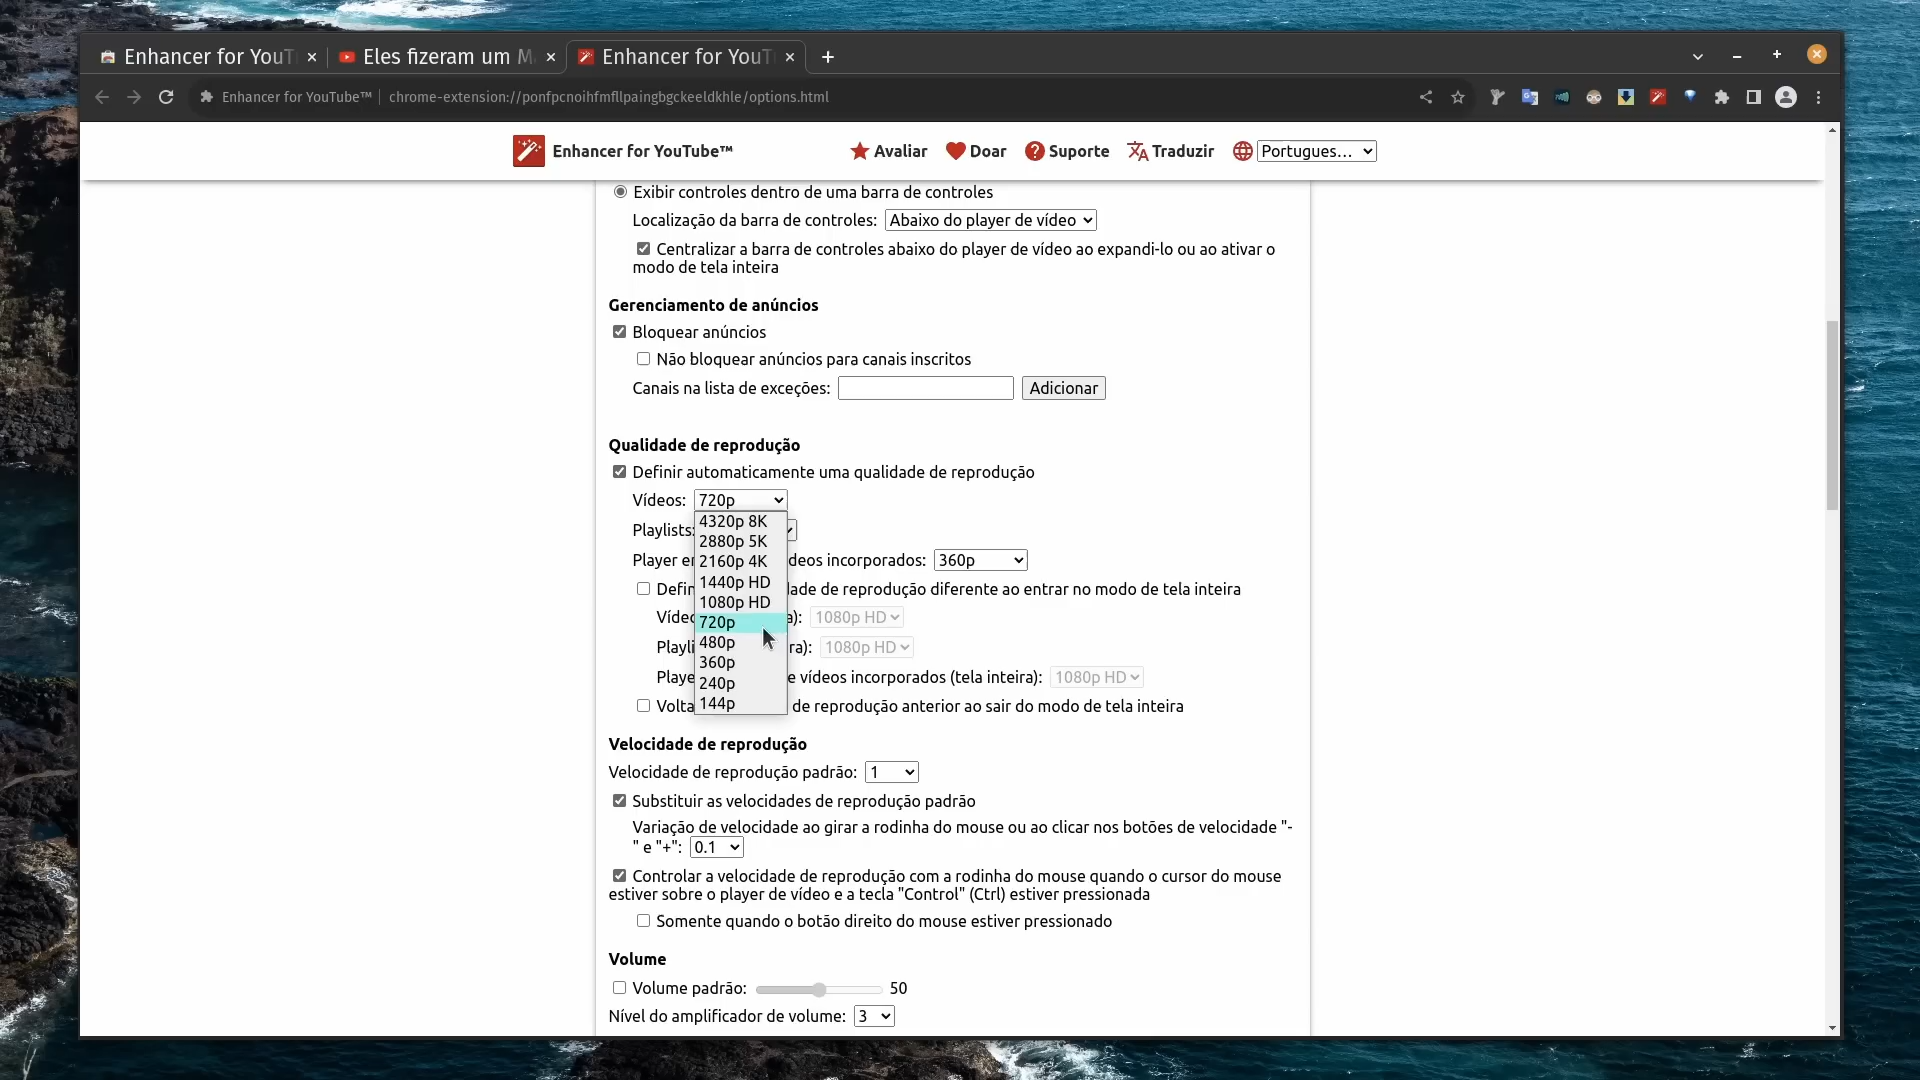 Enhancer for YouT
Eles fizeram um M
Enhancer for YouT
Enhancer for YouTube™ | chrome-extension://ponfpcnoihfmfllpaingbgckeeldkhle/options.html
Enhancer for YouTube™
Avaliar
Doar
Suporte
Traduzir
Portugues...
Exibir controles dentro de uma barra de controles
Localização da barra de controles: Abaixo do player de vídeo
Centralizar a barra de controles abaixo do player de vídeo ao expandi-lo ou ao ativar o
modo de tela inteira
Gerenciamento de anúncios
Bloquear anúncios
Não bloquear anúncios para canais inscritos
Canais na lista de exceções: Adicionar
Qualidade de reprodução
Definir automaticamente uma qualidade de reprodução
Vídeos: 720p
4320p 8K
Playlists:
2880p 5K
Player e deos incorporados: 360p
2160p 4K
1440p HD
Defin dade de reprodução diferente ao entrar no modo de tela inteira
1080p HD
Víde a): 1080p HD
720p
480p
Playli ra): 1080p HD
360p
Playe e vídeos incorporados (tela inteira): 1080p HD
240p
144p
Volta de reprodução anterior ao sair do modo de tela inteira
Velocidade de reprodução
Velocidade de reprodução padrão: 1
Substituir as velocidades de reprodução padrão
Variação de velocidade ao girar a rodinha do mouse ou ao clicar nos botões de velocidade "-
" e "+": 0.1
Controlar a velocidade de reprodução com a rodinha do mouse quando o cursor do mouse
estiver sobre o player de vídeo e a tecla "Control" (Ctrl) estiver pressionada
Somente quando o botão direito do mouse estiver pressionado
Volume
Volume padrão: 50
Nível do amplificador de volume: 3